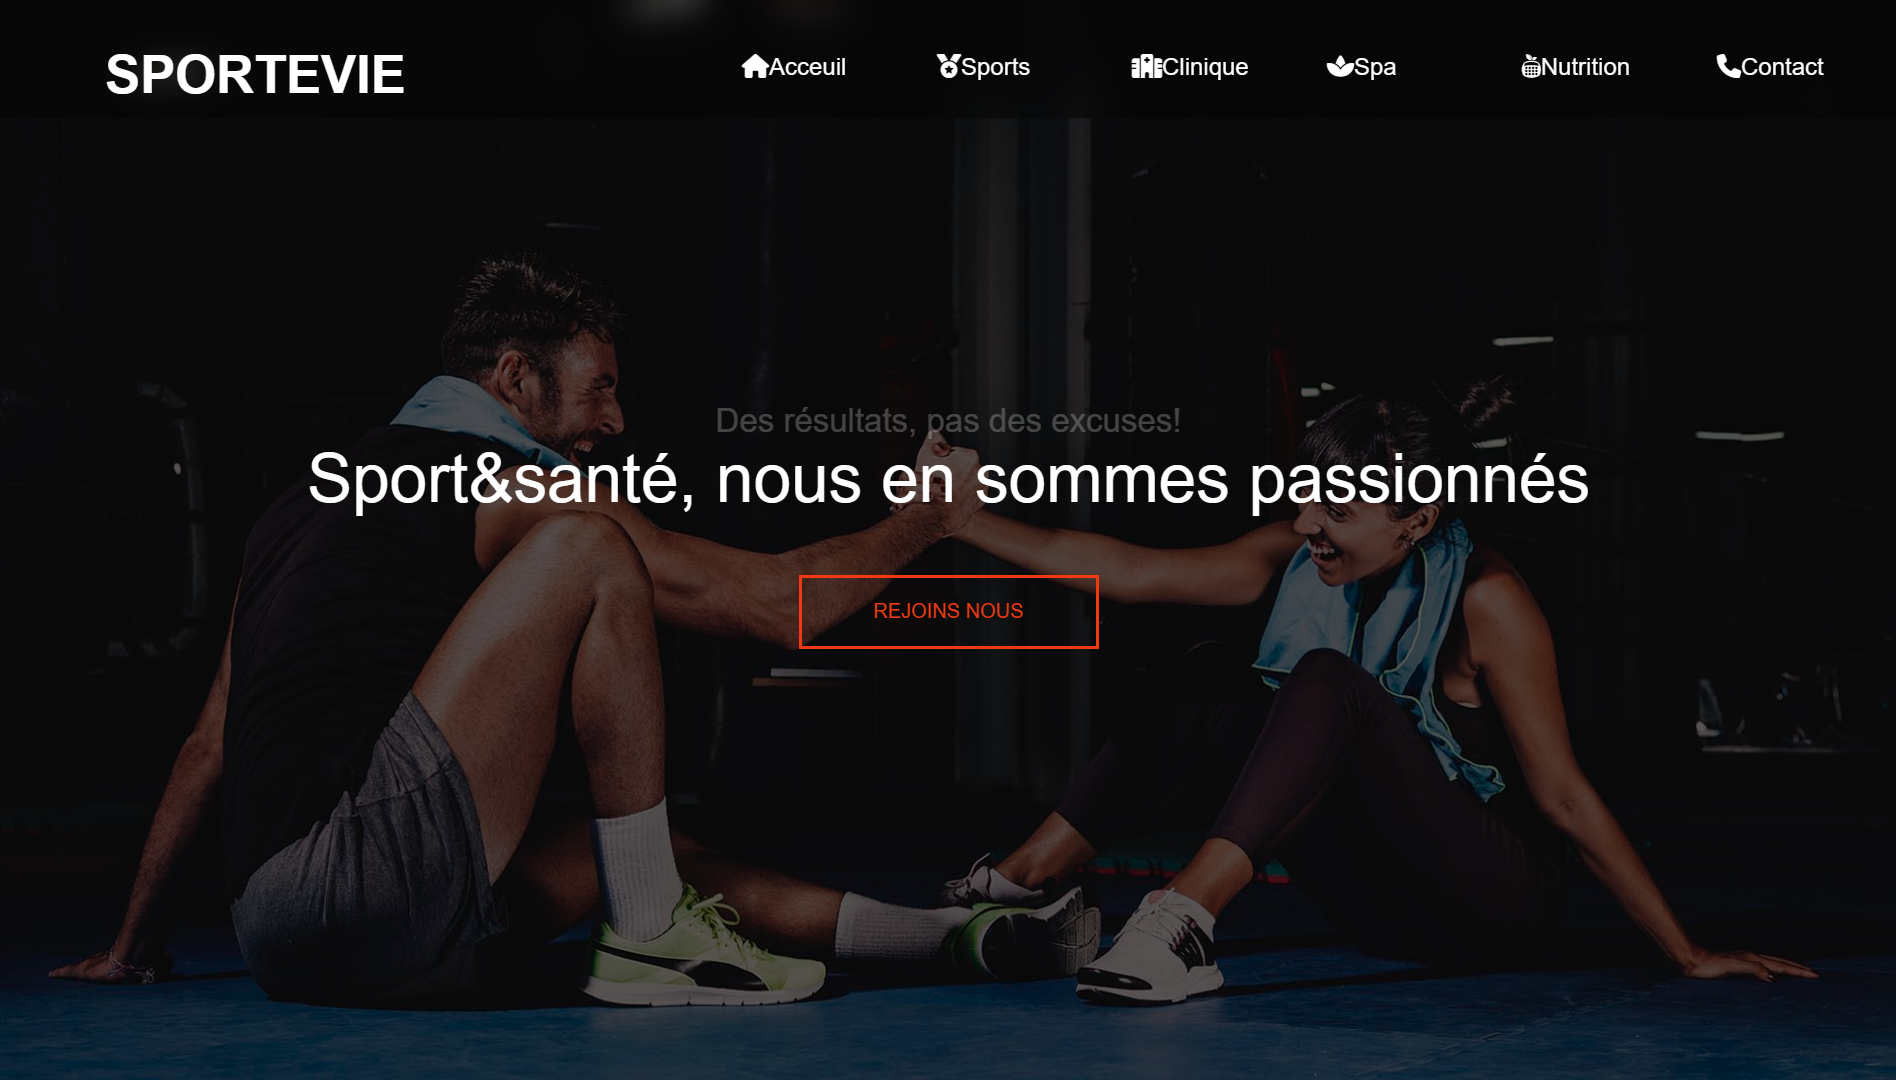 SPORTEVIE
Acceuil Sports Clinique Spa Nutrition Contact
Des résultats, pas des excuses!
Sport&santé, nous en sommes passionnés
REJOINS NOUS